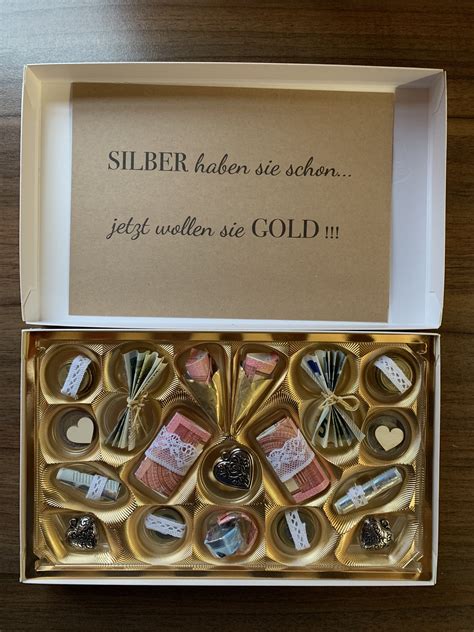 SILBER haben sie schon...
jetzt wollen sie GOLD !!!